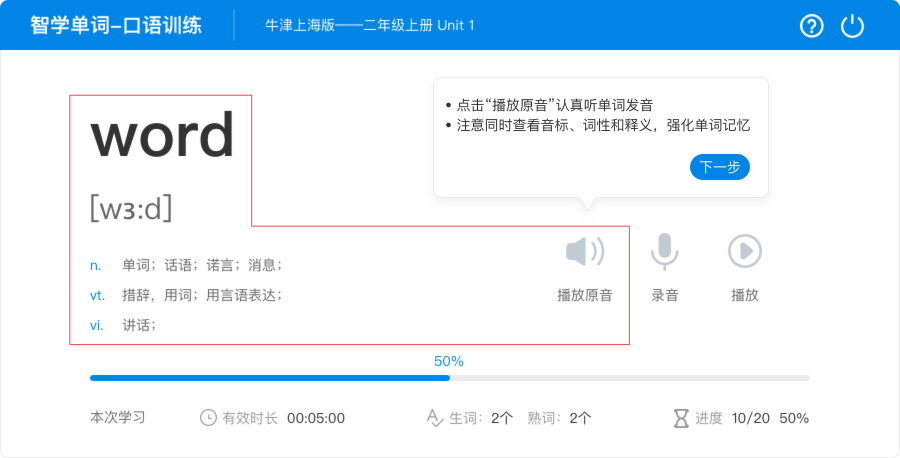 智学单词-口语训练
牛津上海版——二年级上册 Unit 1
word
[wɜ:d]
n. 单词；话语；诺言；消息；
vt. 措辞，用词；用言语表达；
vi. 讲话；
• 点击“播放原音”认真听单词发音
• 注意同时查看音标、词性和释义，强化单词记忆
下一步
播放原音 录音 播放
50%
本次学习 有效时长 00:05:00 生词：2个 熟词：2个 进度 10/20 50%